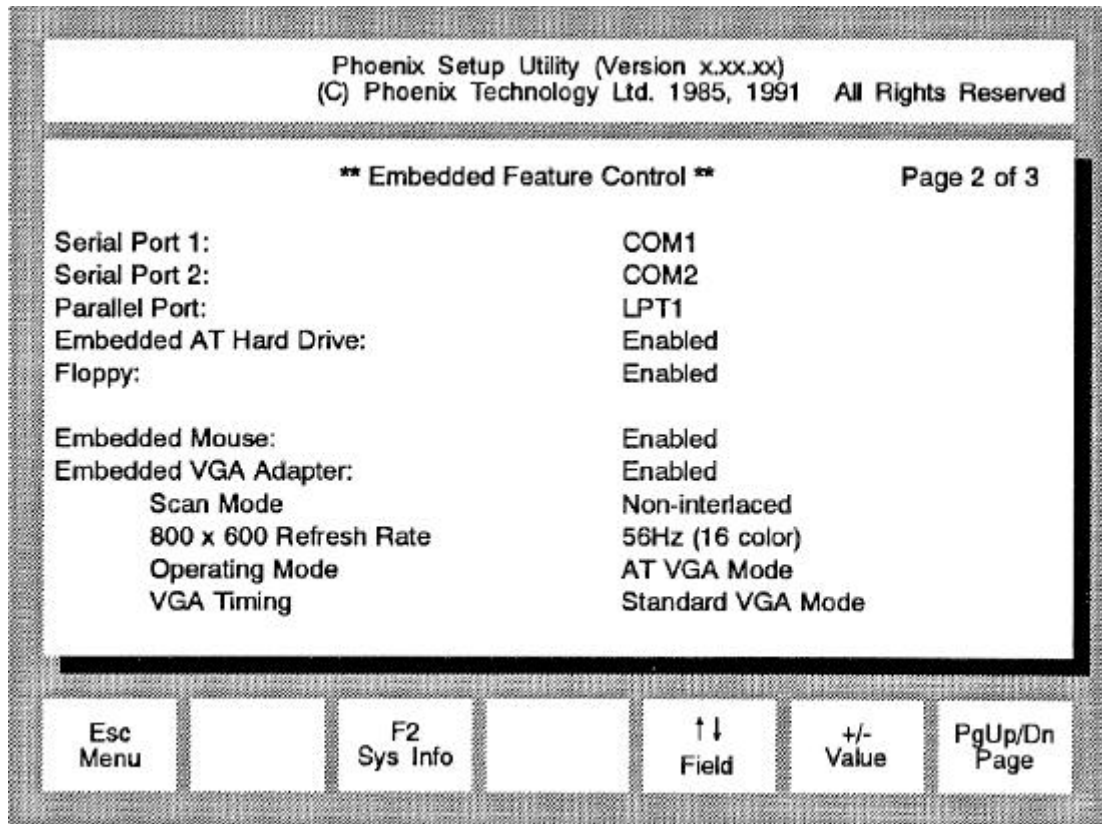 Phoenix Setup Utility (Version x.xx.xx)
(C) Phoenix Technology Ltd. 1985, 1991 All Rights Reserved
** Embedded Feature Control ** Page 2 of 3
Serial Port 1: COM1
Serial Port 2: COM2
Parallel Port: LPT1
Embedded AT Hard Drive: Enabled
Floppy: Enabled
Embedded Mouse: Enabled
Embedded VGA Adapter: Enabled
Scan Mode Non-interlaced
800 x 600 Refresh Rate 56Hz (16 color)
Operating Mode AT VGA Mode
VGA Timing Standard VGA Mode
Esc F2 ↑↓ +/- PgUp/Dn
Menu Sys Info Field Value Page